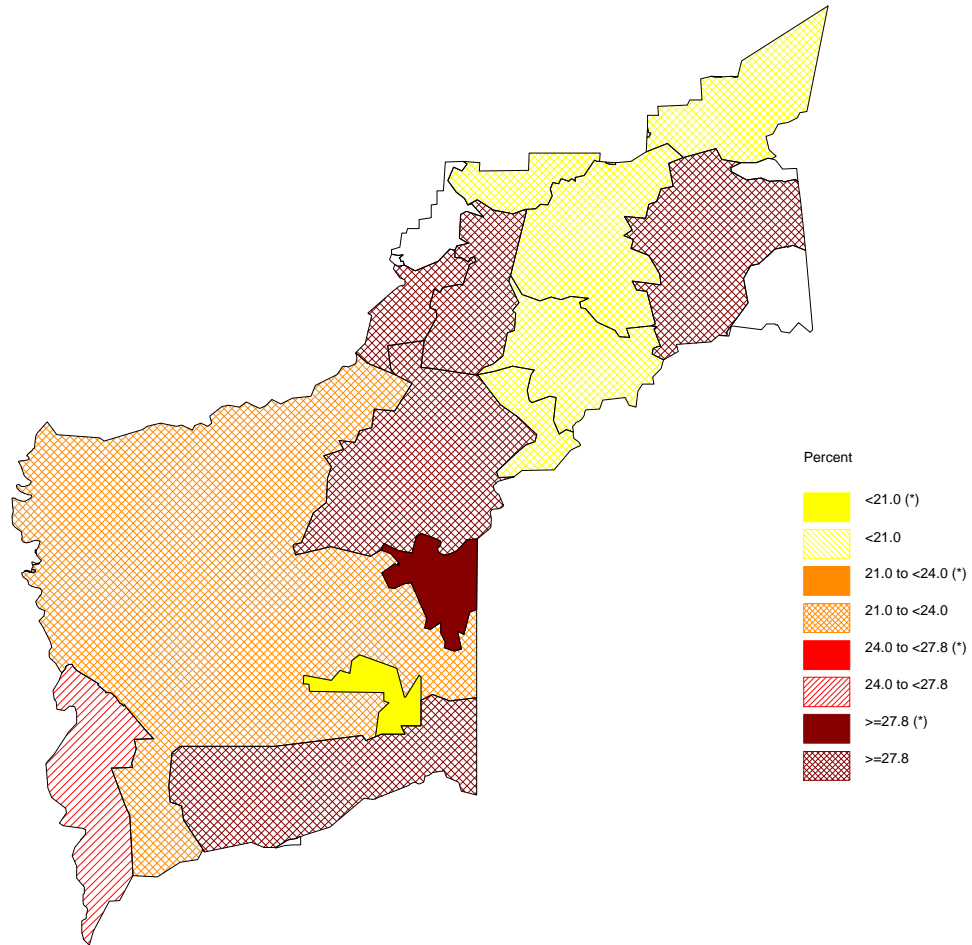 Percent
<21.0 (*)
<21.0
21.0 to <24.0 (*)
21.0 to <24.0
24.0 to <27.8 (*)
24.0 to <27.8
>=27.8 (*)
>=27.8